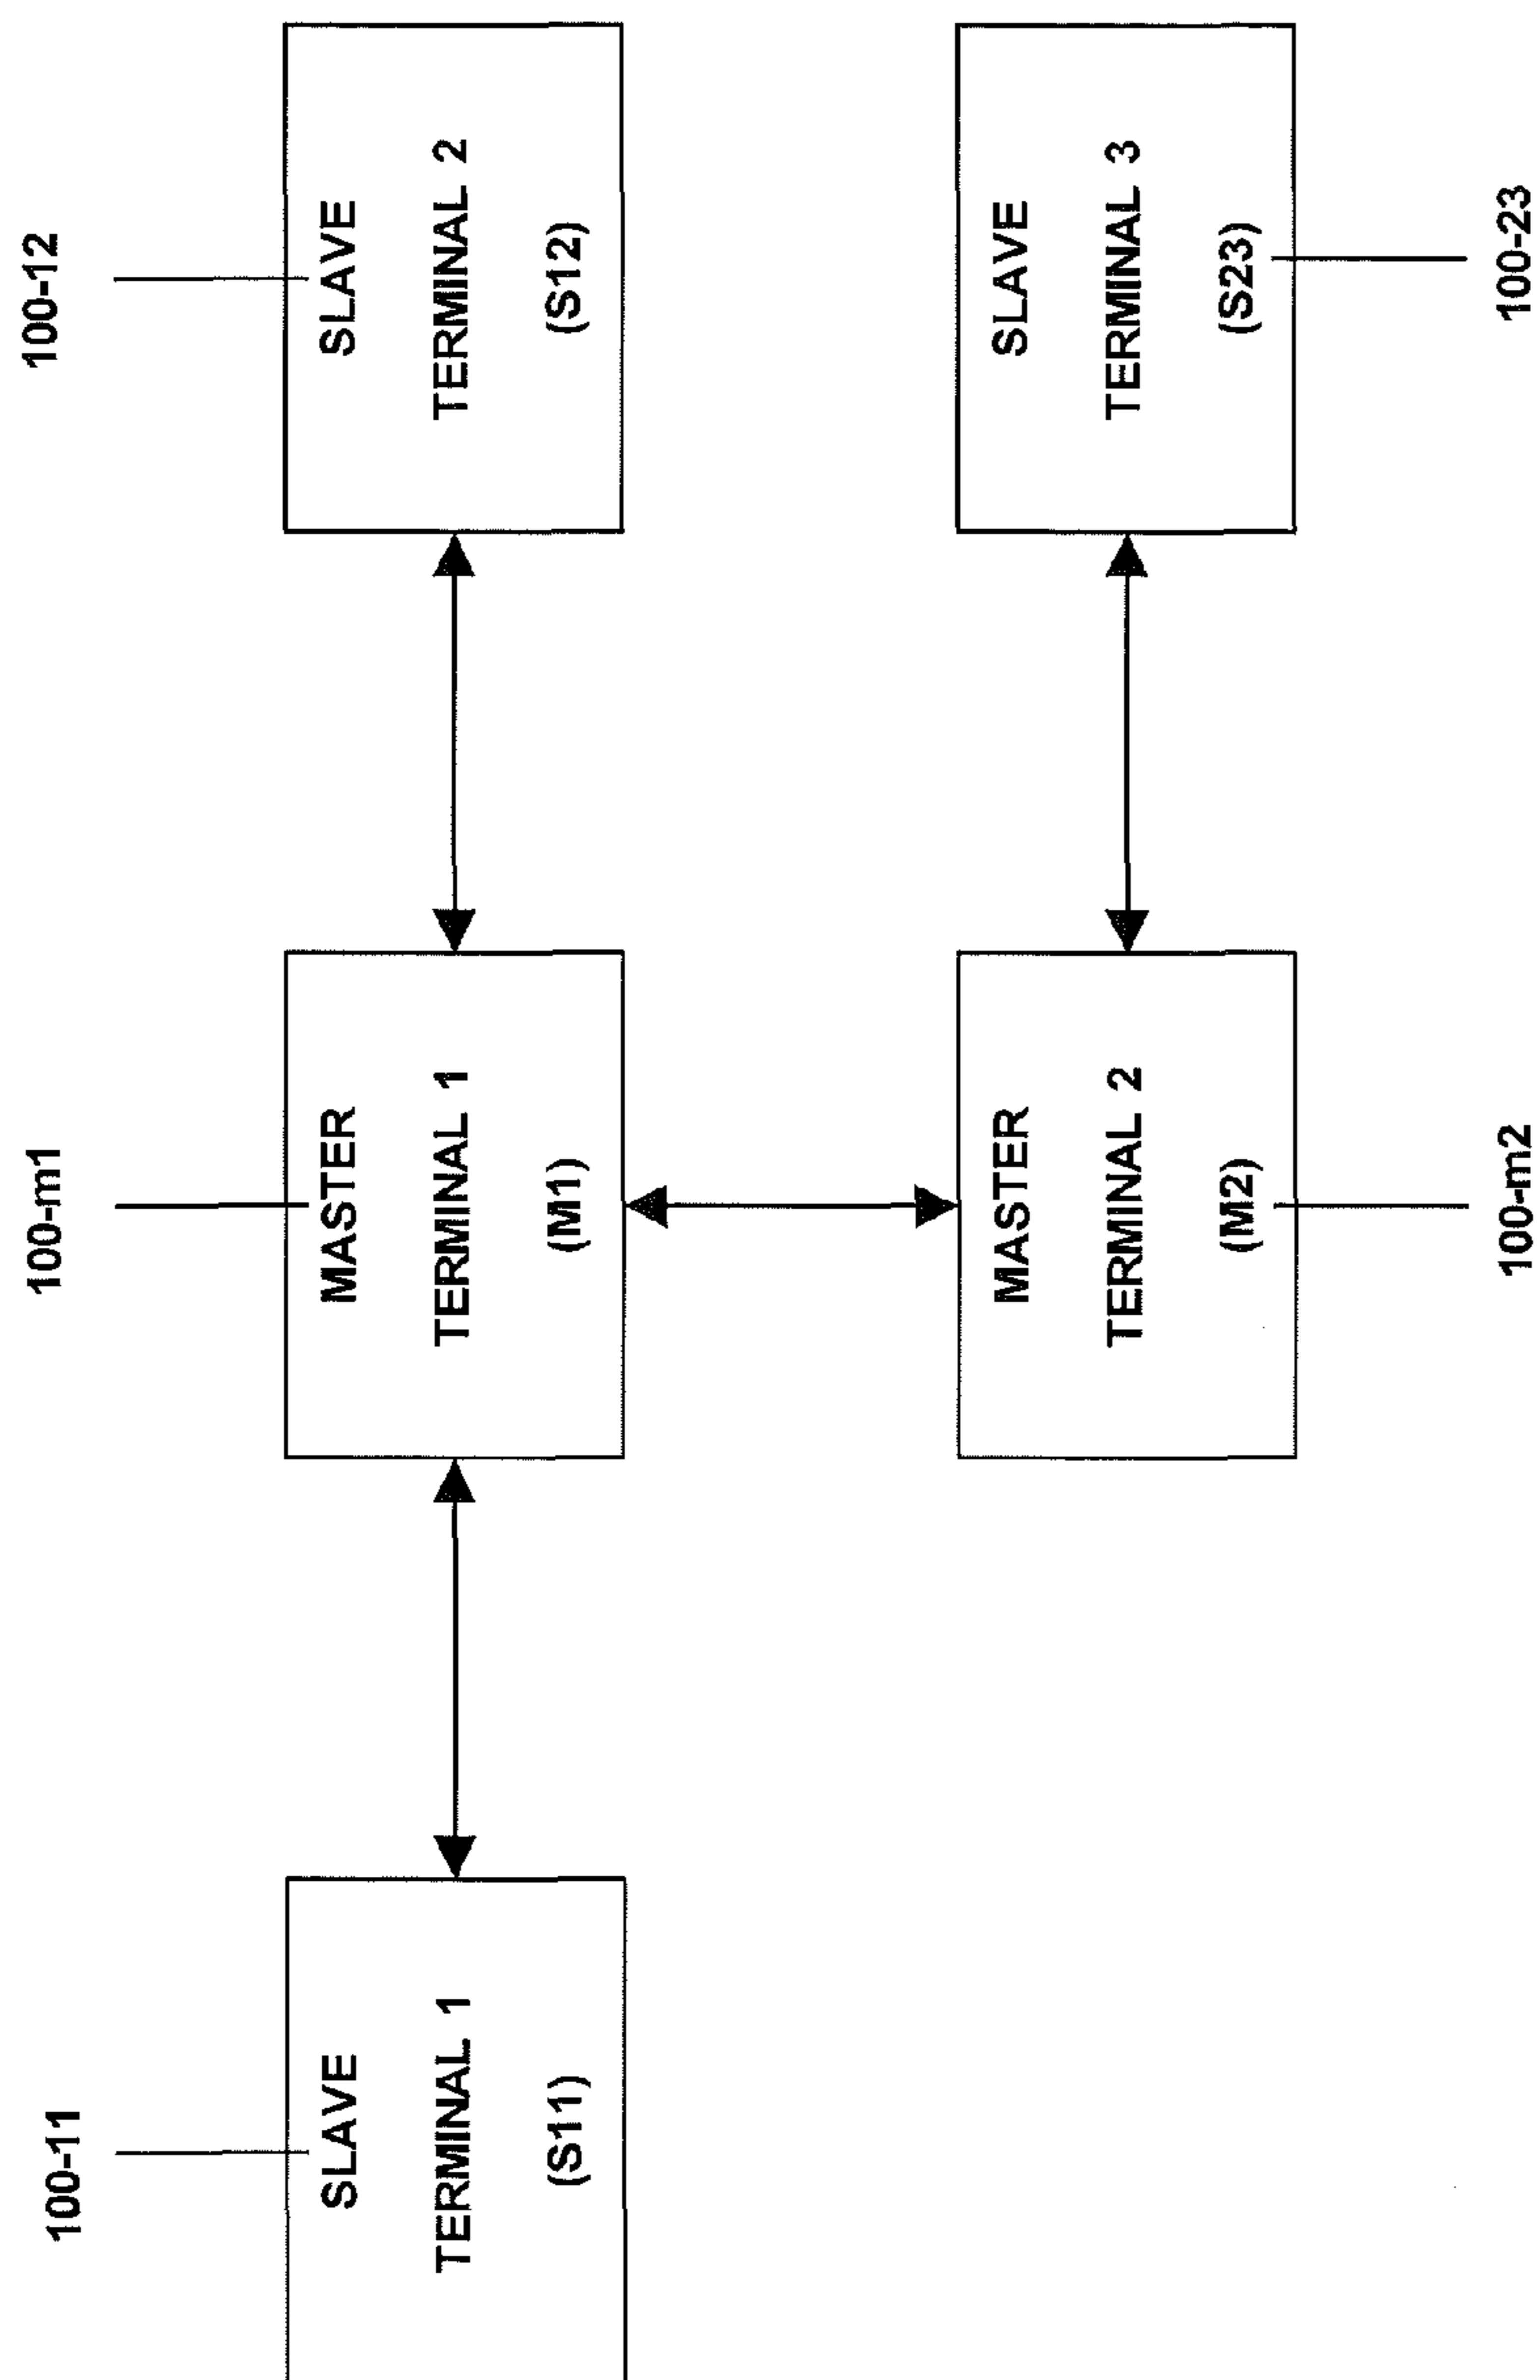 100-11
100-m1
100-12
SLAVE
TERMINAL 1
(S11)
MASTER
TERMINAL 1
(M1)
SLAVE
TERMINAL 2
(S12)
MASTER
TERMINAL 2
(M2)
SLAVE
TERMINAL 3
(S23)
100-m2
100-23